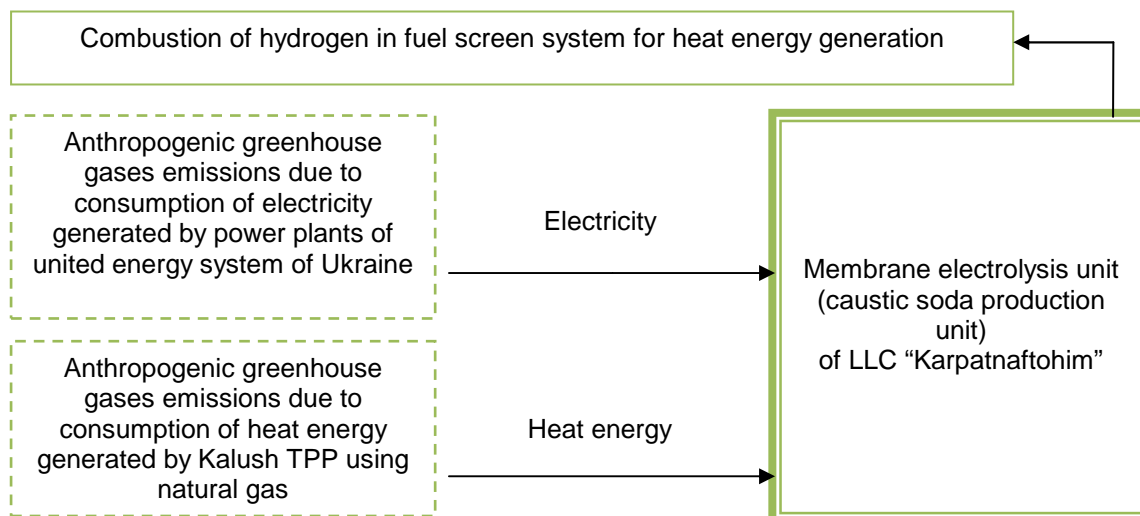 Combustion of hydrogen in fuel screen system for heat energy generation
Anthropogenic greenhouse
gases emissions due to
consumption of electricity
generated by power plants of
united energy system of Ukraine
Electricity
Anthropogenic greenhouse
gases emissions due to
consumption of heat energy
generated by Kalush TPP using
natural gas
Heat energy
Membrane electrolysis unit
(caustic soda production
unit)
of LLC “Karpatnaftohim”